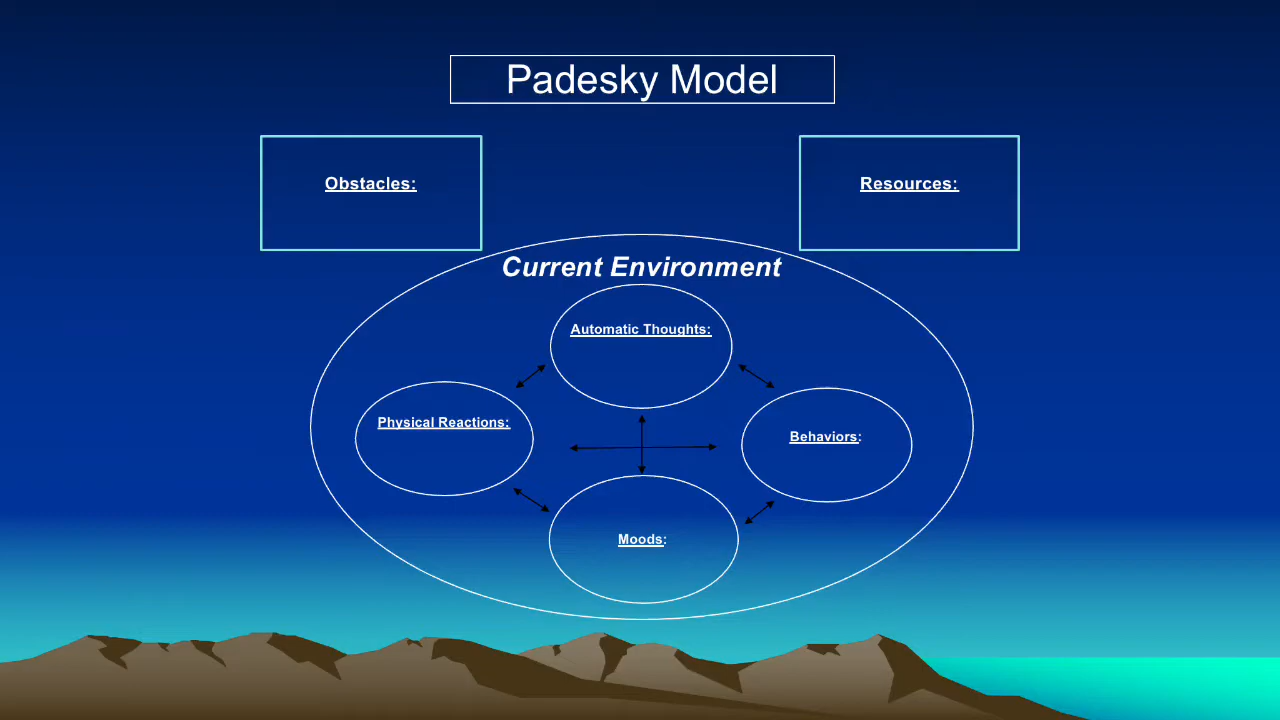 Padesky Model
Obstacles:
Resources:
Current Environment
Automatic Thoughts:
Physical Reactions:
Behaviors:
Moods: